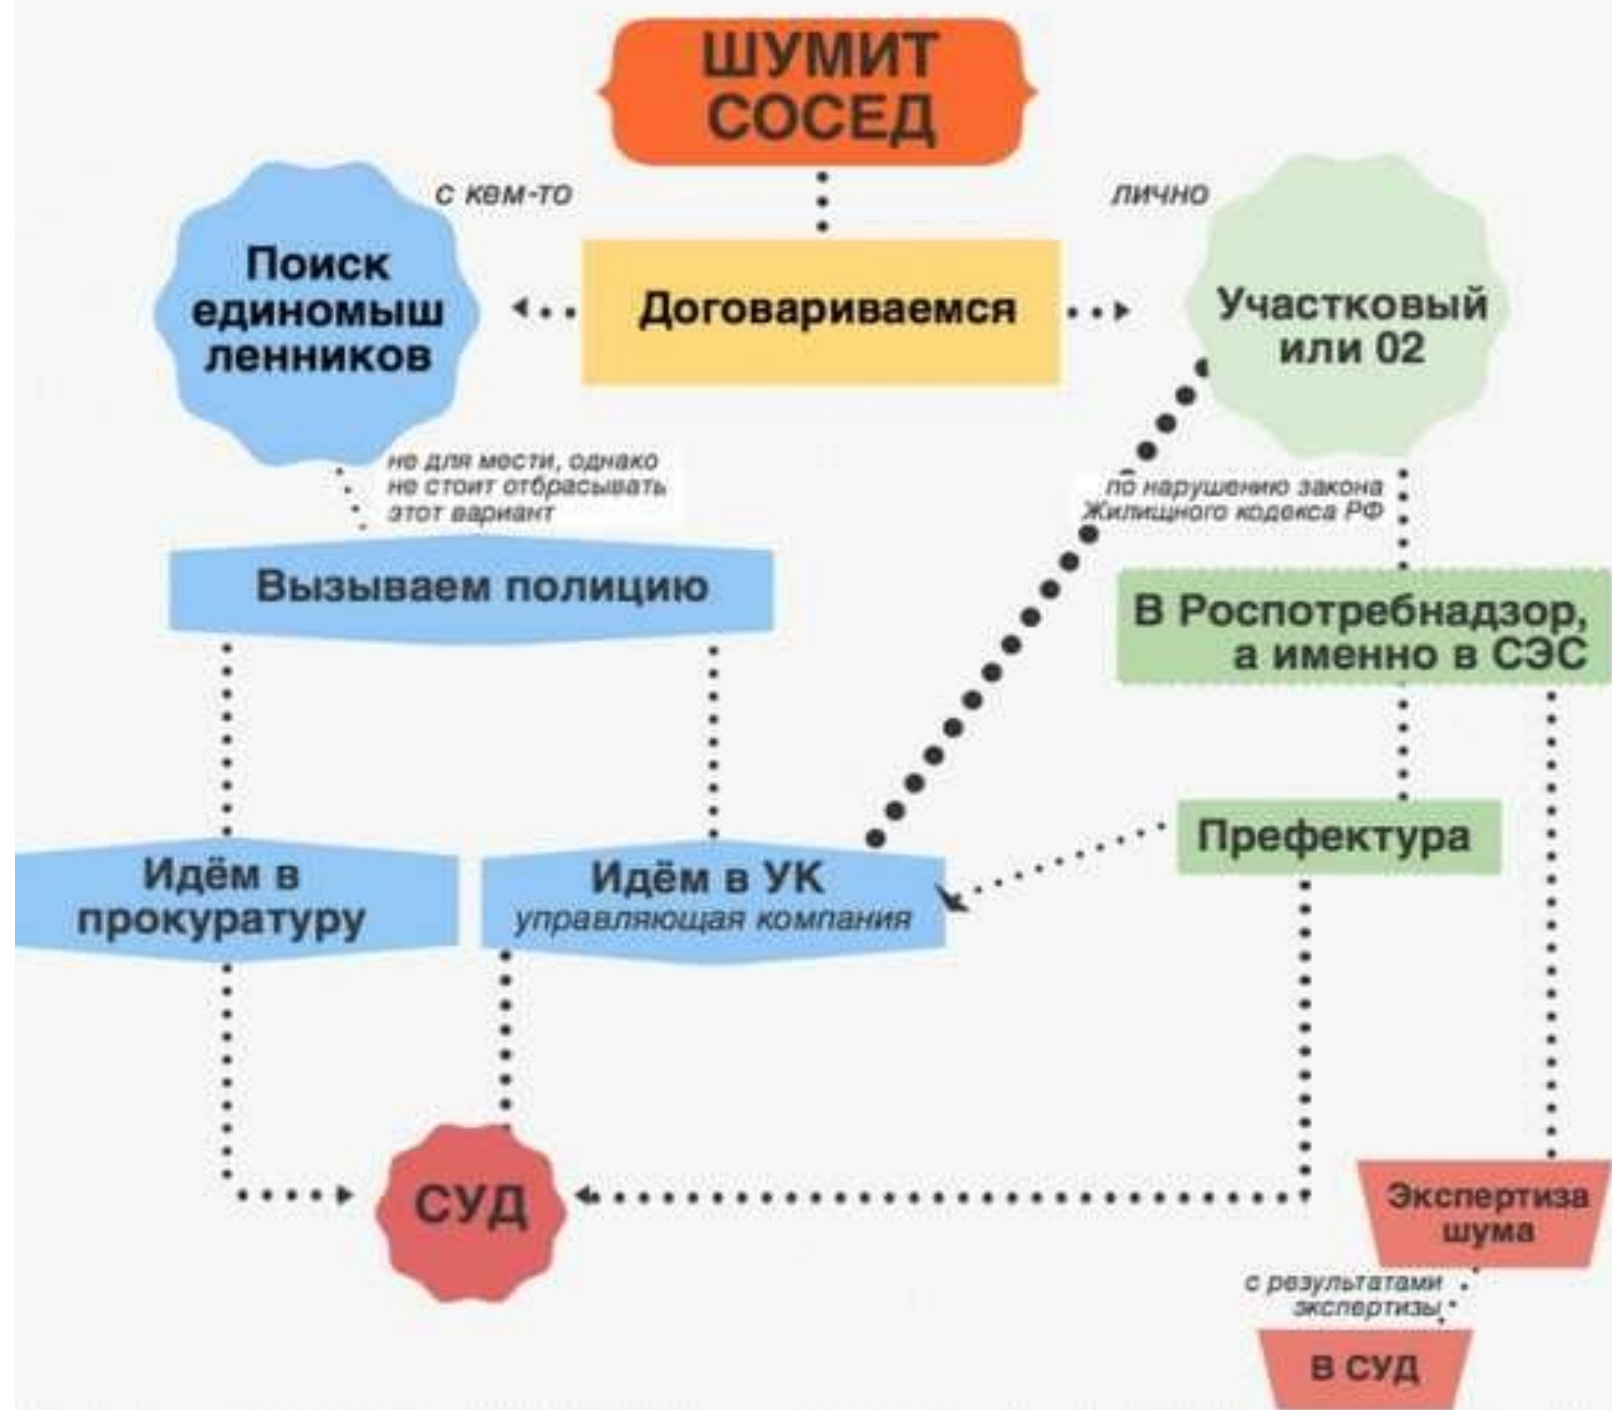 ШУМИТ
СОСЕД
с кем-то
лично
Поиск
единомыш
ленников
Договариваемся
Участковый
или 02
не для мести, однако
не стоит отбрасывать
этот вариант
по нарушению закона
Жилищного кодекса РФ
Вызываем полицию
В Роспотребнадзор,
а именно в СЭС
Префектура
Идём в
прокуратуру
Идём в УК
управляющая компания
СУД
Экспертиза
шума
с результатами
экспертизы
В СУД